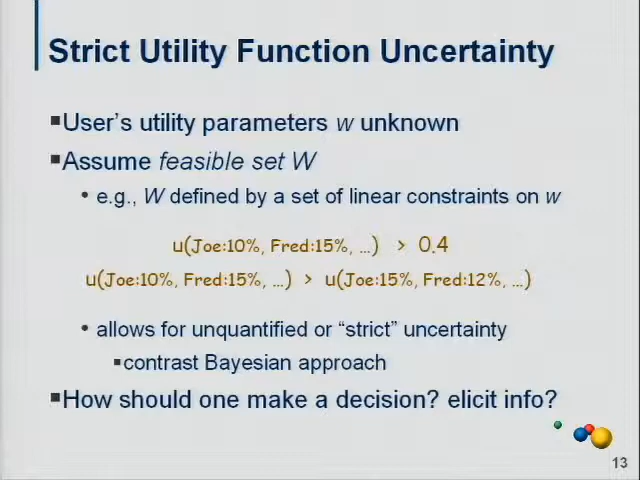 Strict Utility Function Uncertainty
▪User's utility parameters w unknown
▪Assume feasible set W
• e.g., W defined by a set of linear constraints on w
u(Joe:10%, Fred:15%, ...) > 0.4
u(Joe:10%, Fred:15%, ...) > u(Joe:15%, Fred:12%, ...)
• allows for unquantified or "strict" uncertainty
▪contrast Bayesian approach
▪How should one make a decision? elicit info?
13